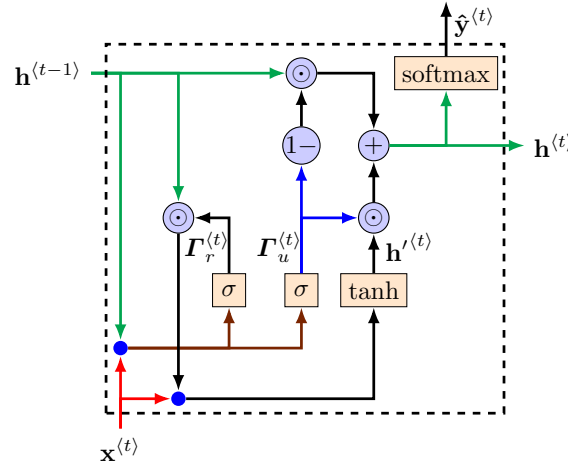 ŷ⟨t⟩
h⟨t−1⟩
softmax
1−
+
h⟨t⟩
Γr⟨t⟩
Γu⟨t⟩
h′⟨t⟩
σ
σ
tanh
x⟨t⟩